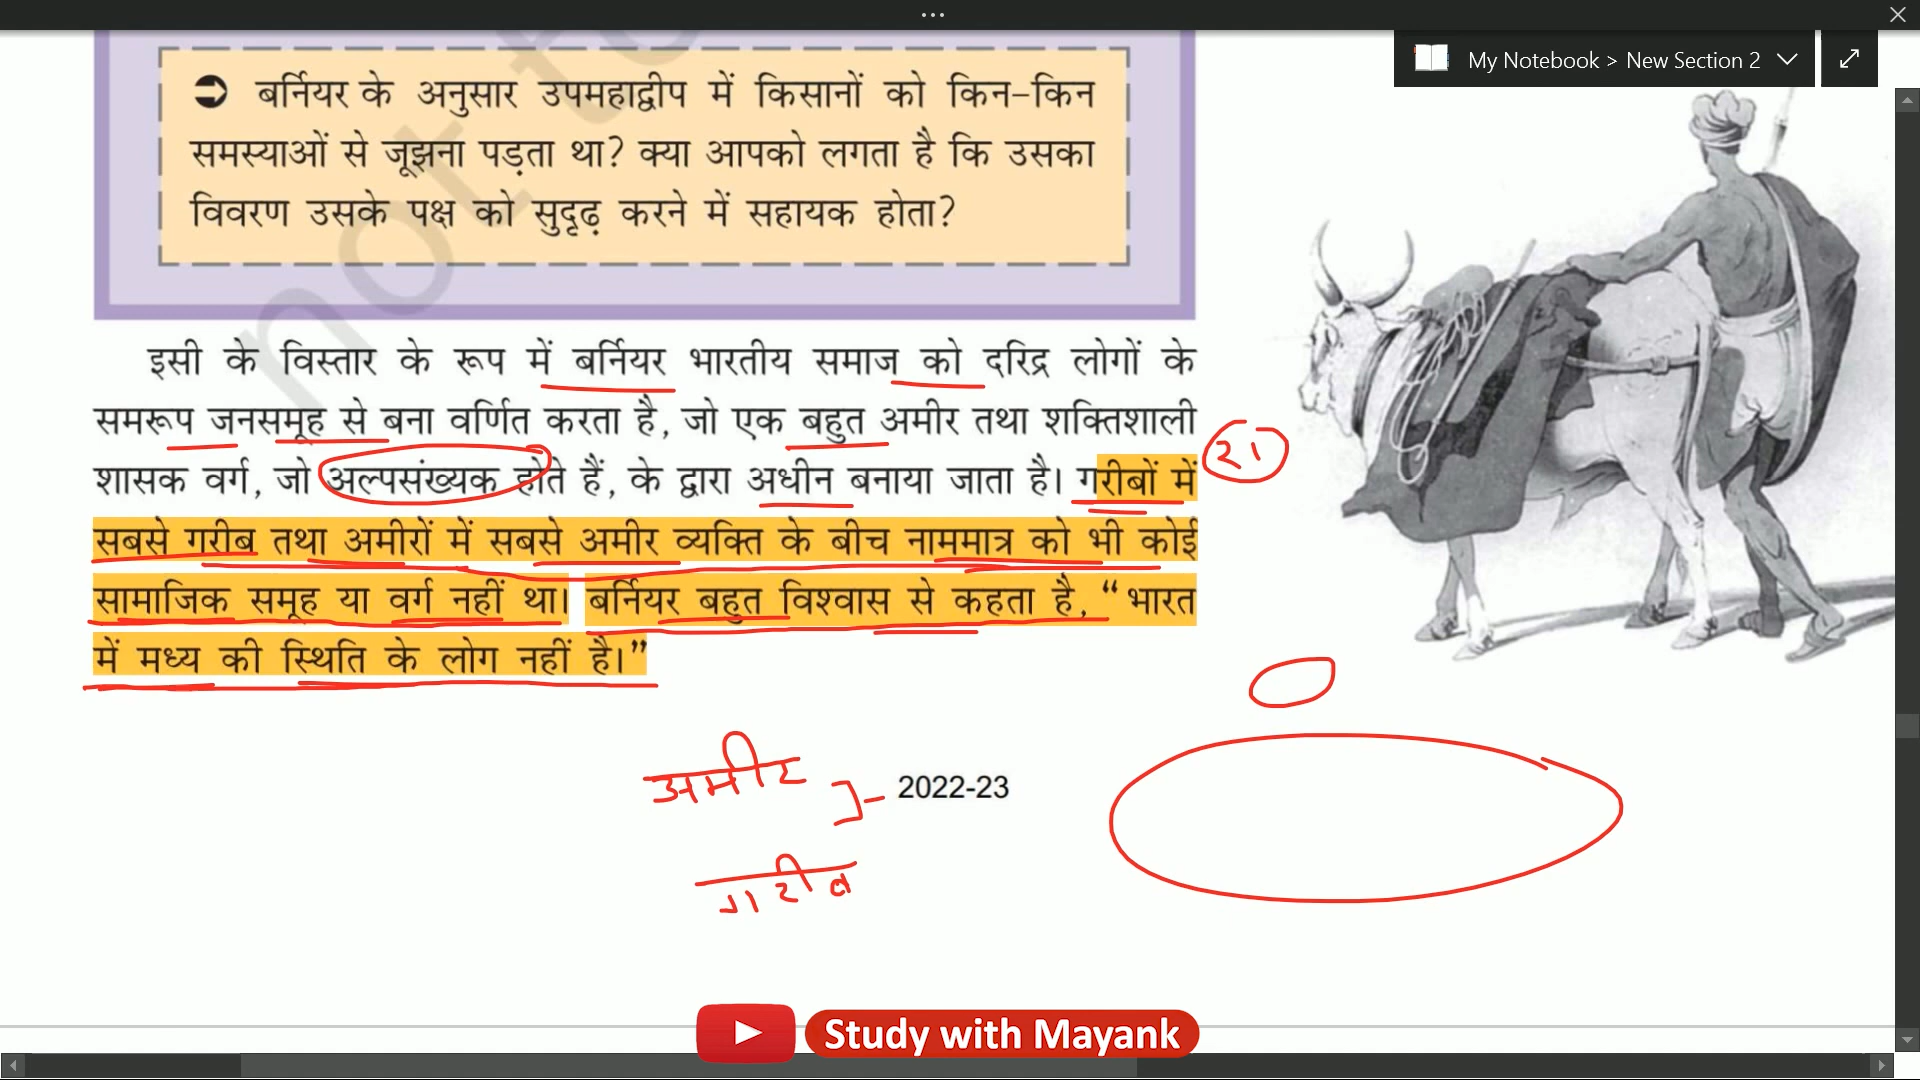 ...
My Notebook > New Section 2
not to
➲ बर्नियर के अनुसार उपमहाद्वीप में किसानों को किन-किन
समस्याओं से जूझना पड़ता था? क्या आपको लगता है कि उसका
विवरण उसके पक्ष को सुदृढ़ करने में सहायक होता?
इसी के विस्तार के रूप में बर्नियर भारतीय समाज को दरिद्र लोगों के
समरूप जनसमूह से बना वर्णित करता है, जो एक बहुत अमीर तथा शक्तिशाली
शासक वर्ग, जो अल्पसंख्यक होते हैं, के द्वारा अधीन बनाया जाता है। गरीबों में
सबसे गरीब तथा अमीरों में सबसे अमीर व्यक्ति के बीच नाममात्र को भी कोई
सामाजिक समूह या वर्ग नहीं था। बर्नियर बहुत विश्वास से कहता है, “भारत
में मध्य की स्थिति के लोग नहीं है।”
अमीर
2022-23
गरीब
Study with Mayank